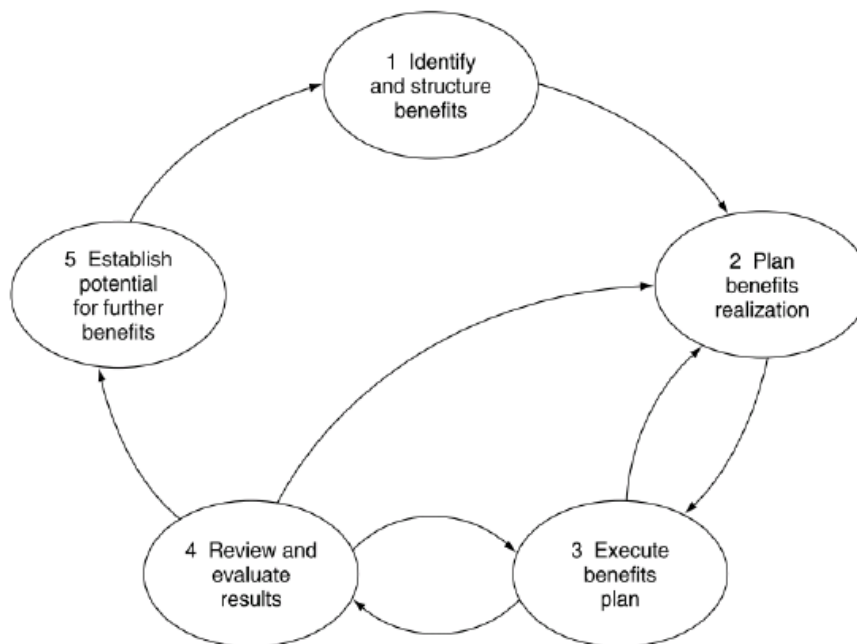 1 Identify
and structure
benefits
2 Plan
benefits
realization
3 Execute
benefits
plan
4 Review and
evaluate
results
5 Establish
potential
for further
benefits